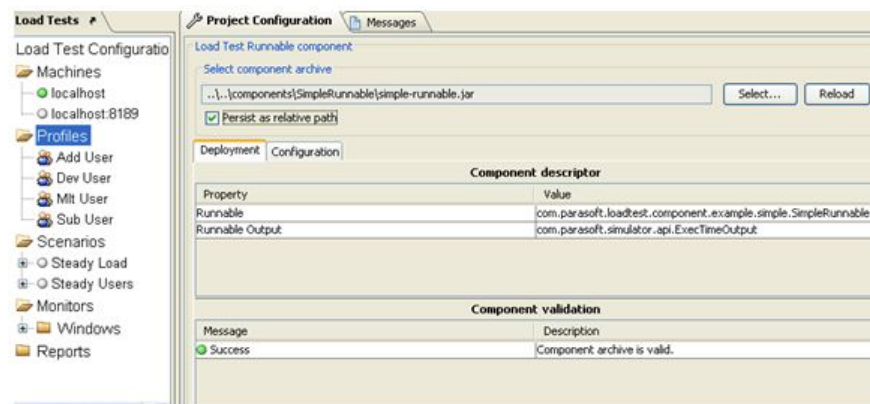 Load Tests
Load Test Configuratio
Machines
localhost
localhost:8189
Profiles
Add User
Dev User
Mlt User
Sub User
Scenarios
Steady Load
Steady Users
Monitors
Windows
Reports
Project Configuration Messages
Load Test Runnable component
Select component archive
..\..\components\SimpleRunnable\simple-runnable.jar Select... Reload
Persist as relative path
Deployment Configuration
Component descriptor
Property Value
Runnable com.parasoft.loadtest.component.example.simple.SimpleRunnable
Runnable Output com.parasoft.simulator.api.ExecTimeOutput
Component validation
Message Description
Success Component archive is valid.